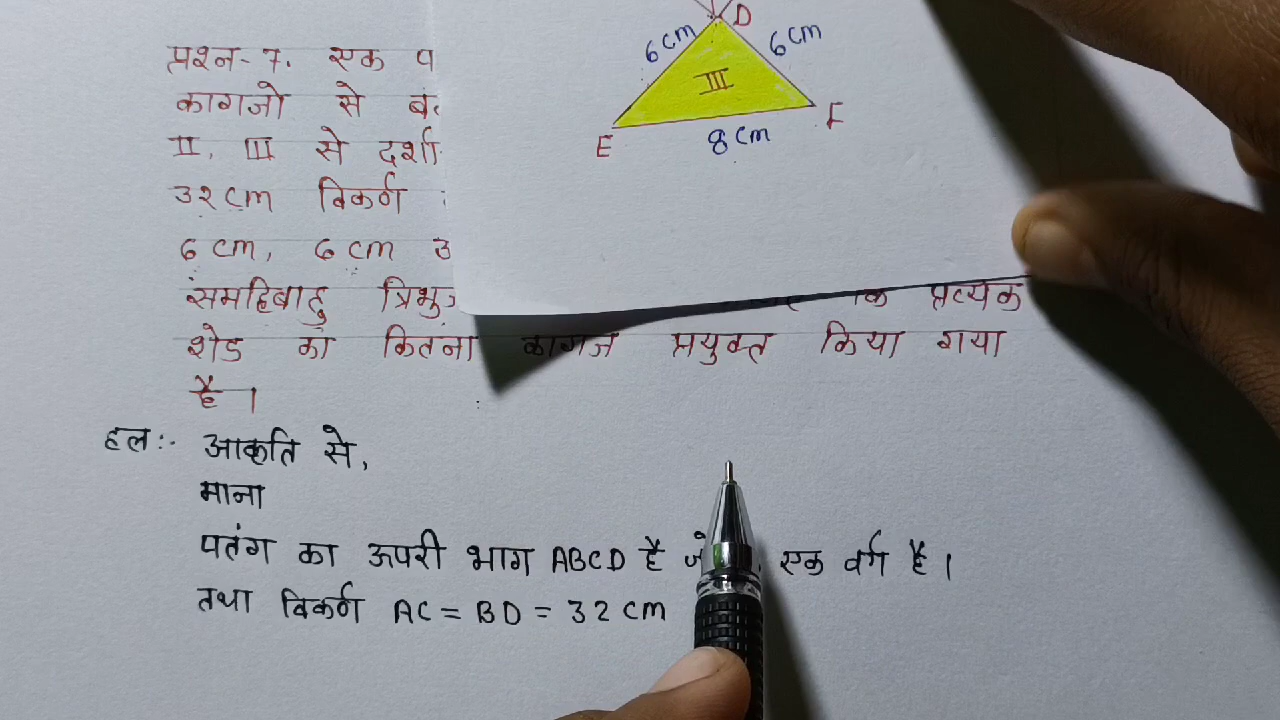 D
6 cm 6 cm
III
E 8 cm F
प्रश्न-7. एक प
कागजो से
II, III से दर्शा
32 cm विकर्ण
6 cm, 6 cm
समद्विबाहु त्रिभु प्रत्येक
शेड का कितना कागज प्रयुक्त किया गया
है।
हल:- आकृति से,
माना
पतंग का ऊपरी भाग ABCD है एक वर्ग है।
तथा विकर्ण AC = BD = 32 cm